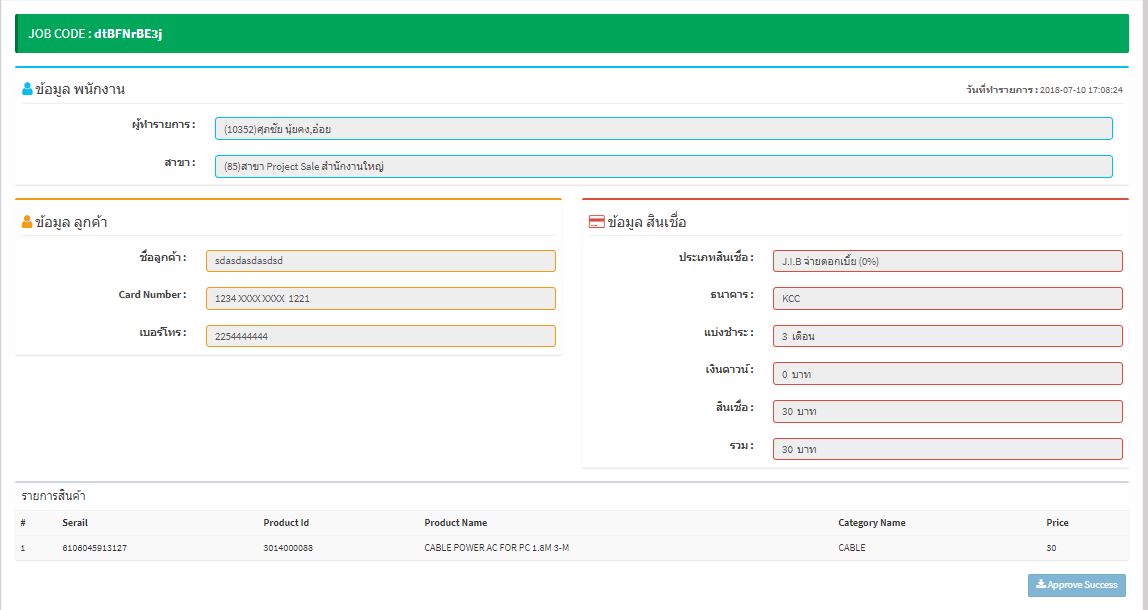 JOB CODE : dtBFNrBE3j
ข้อมูล พนักงาน
วันที่ทำรายการ : 2018-07-10 17:08:24
ผู้ทำรายการ : (10352)ศุภชัย นุ้ยคง,อ๋อย
สาขา : (85)สาขา Project Sale สำนักงานใหญ่
ข้อมูล ลูกค้า
ชื่อลูกค้า : sdasdasdasdsd
Card Number : 1234 XXXX XXXX 1221
เบอร์โทร : 2254444444
ข้อมูล สินเชื่อ
ประเภทสินเชื่อ : J.I.B จ่ายดอกเบี้ย (0%)
ธนาคาร : KCC
แบ่งชำระ : 3 เดือน
เงินดาวน์ : 0 บาท
สินเชื่อ : 30 บาท
รวม : 30 บาท
รายการสินค้า
# Serail Product Id Product Name Category Name Price
1 6106045913127 3014000088 CABLE POWER AC FOR PC 1.8M 3-M CABLE 30
Approve Success